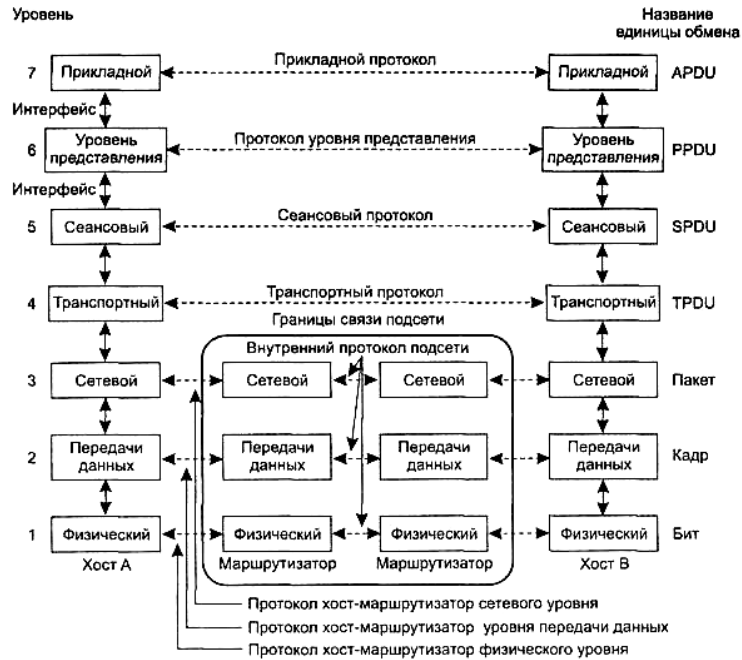 Уровень
Название
единицы обмена
Прикладной протокол
7 Прикладной Прикладной APDU
Интерфейс
Протокол уровня представления
6 Уровень представления Уровень представления PPDU
Интерфейс
Сеансовый протокол
5 Сеансовый Сеансовый SPDU
Транспортный протокол
4 Транспортный Транспортный TPDU
Границы связи подсети
Внутренний протокол подсети
3 Сетевой Сетевой Сетевой Сетевой Пакет
2 Передачи данных Передачи данных Передачи данных Передачи данных Кадр
1 Физический Физический Физический Физический Бит
Хост А Маршрутизатор Маршрутизатор Хост В
Протокол хост-маршрутизатор сетевого уровня
Протокол хост-маршрутизатор уровня передачи данных
Протокол хост-маршрутизатор физического уровня